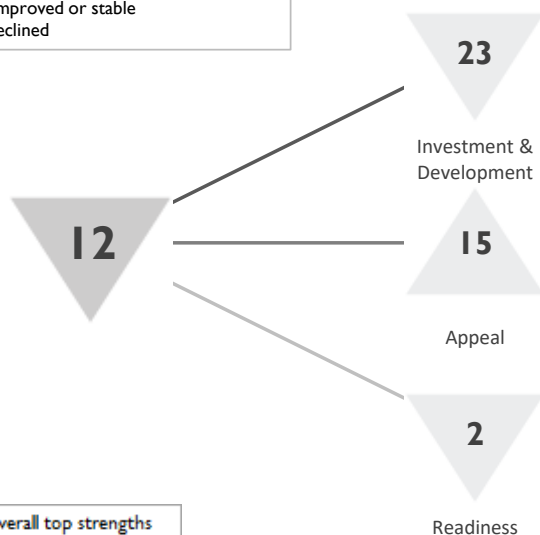 mproved or stable
eclined
23
Investment &
Development
12
15
Appeal
2
Readiness
verall top strengths